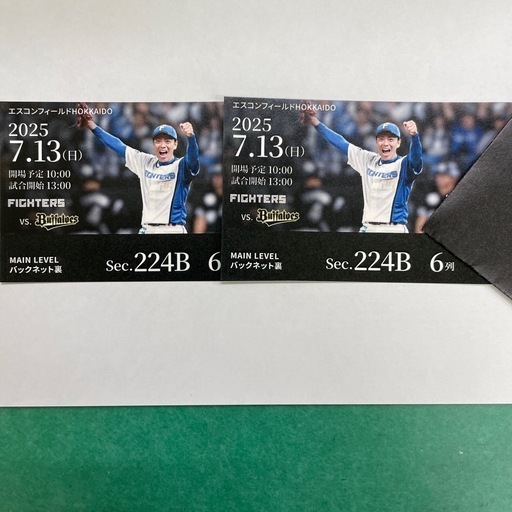 エスコンフィールドHOKKAIDO
2025
7.13(日)
開場予定 10:00
試合開始 13:00
FIGHTERS
vs. Buffaloes
MAIN LEVEL
バックネット裏
Sec.224B 6
FIGHTERS
エスコンフィールドHOKKAIDO
2025
7.13(日)
開場予定 10:00
試合開始 13:00
FIGHTERS
vs. Buffaloes
MAIN LEVEL
バックネット裏
Sec.224B 6列
FIGHTERS